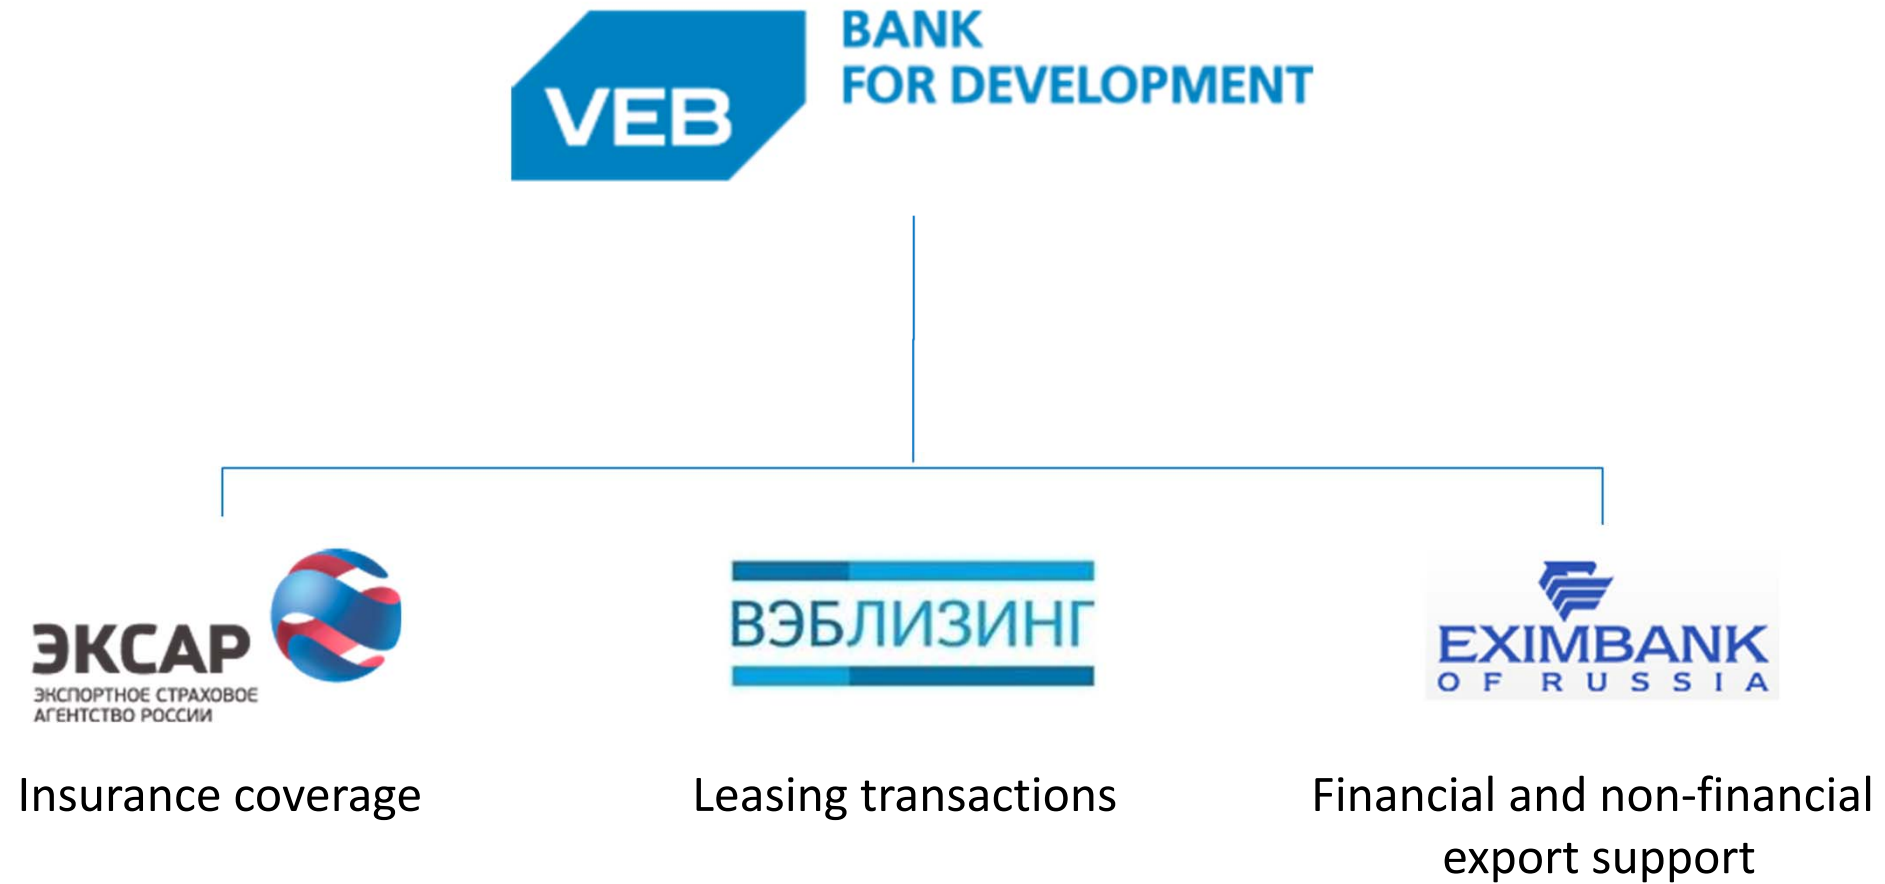 VEB
BANK
FOR DEVELOPMENT
ЭКСАР
ЭКСПОРТНОЕ СТРАХОВОЕ
АГЕНТСТВО РОССИИ
ВЭБЛИЗИНГ
EXIMBANK
OF RUSSIA
Insurance coverage
Leasing transactions
Financial and non-financial
export support